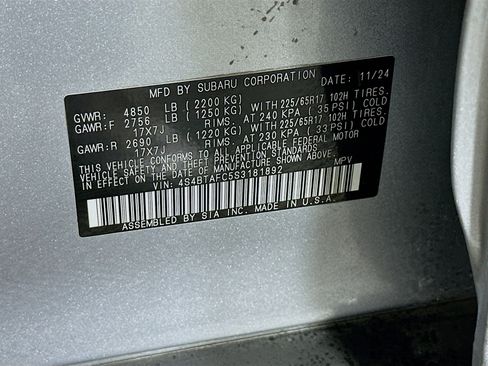 MFD BY SUBARU CORPORATION DATE: 11/24
GVWR: 4850 LB (2200 KG)
GAWR:F 2756 LB (1250 KG) WITH 225/65R17 102H TIRES.
17X7J RIMS. AT 240 KPA (35 PSI) COLD.
GAWR:R 2690 LB (1220 KG) WITH 225/65R17 102H TIRES.
17X7J RIMS. AT 230 KPA (33 PSI) COLD.
THIS VEHICLE CONFORMS TO ALL APPLICABLE FEDERAL MOTOR
VEHICLE SAFETY AND THEFT PREVENTION STANDARDS IN
EFFECT ON THE DATE OF MANUFACTURE SHOWN ABOVE.
VIN: 4S4BTAFC5S3181892 MPV
ASSEMBLED BY SIA INC. MADE IN U.S.A.